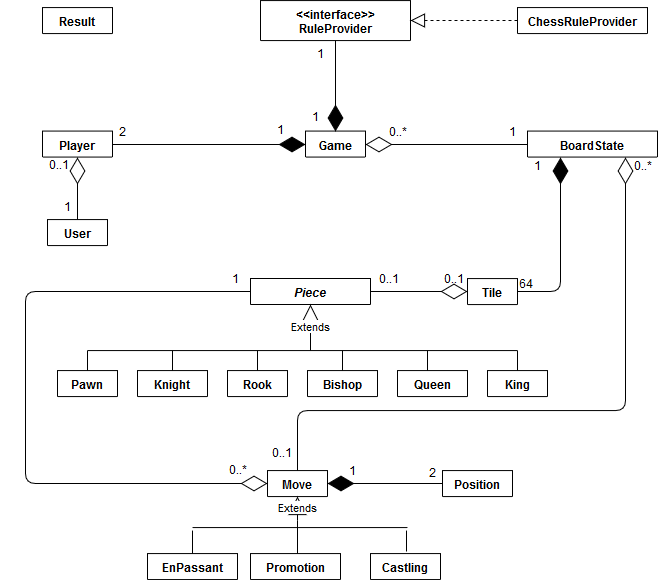 Result
<<interface>>
RuleProvider
ChessRuleProvider
1
1
Player
2
1
Game
0..*
1
BoardState
0..1
1
0..*
1
User
1
Piece
0..1
0..1
Tile
64
Extends
Pawn
Knight
Rook
Bishop
Queen
King
0..1
0..*
Move
1
2
Position
Extends
EnPassant
Promotion
Castling